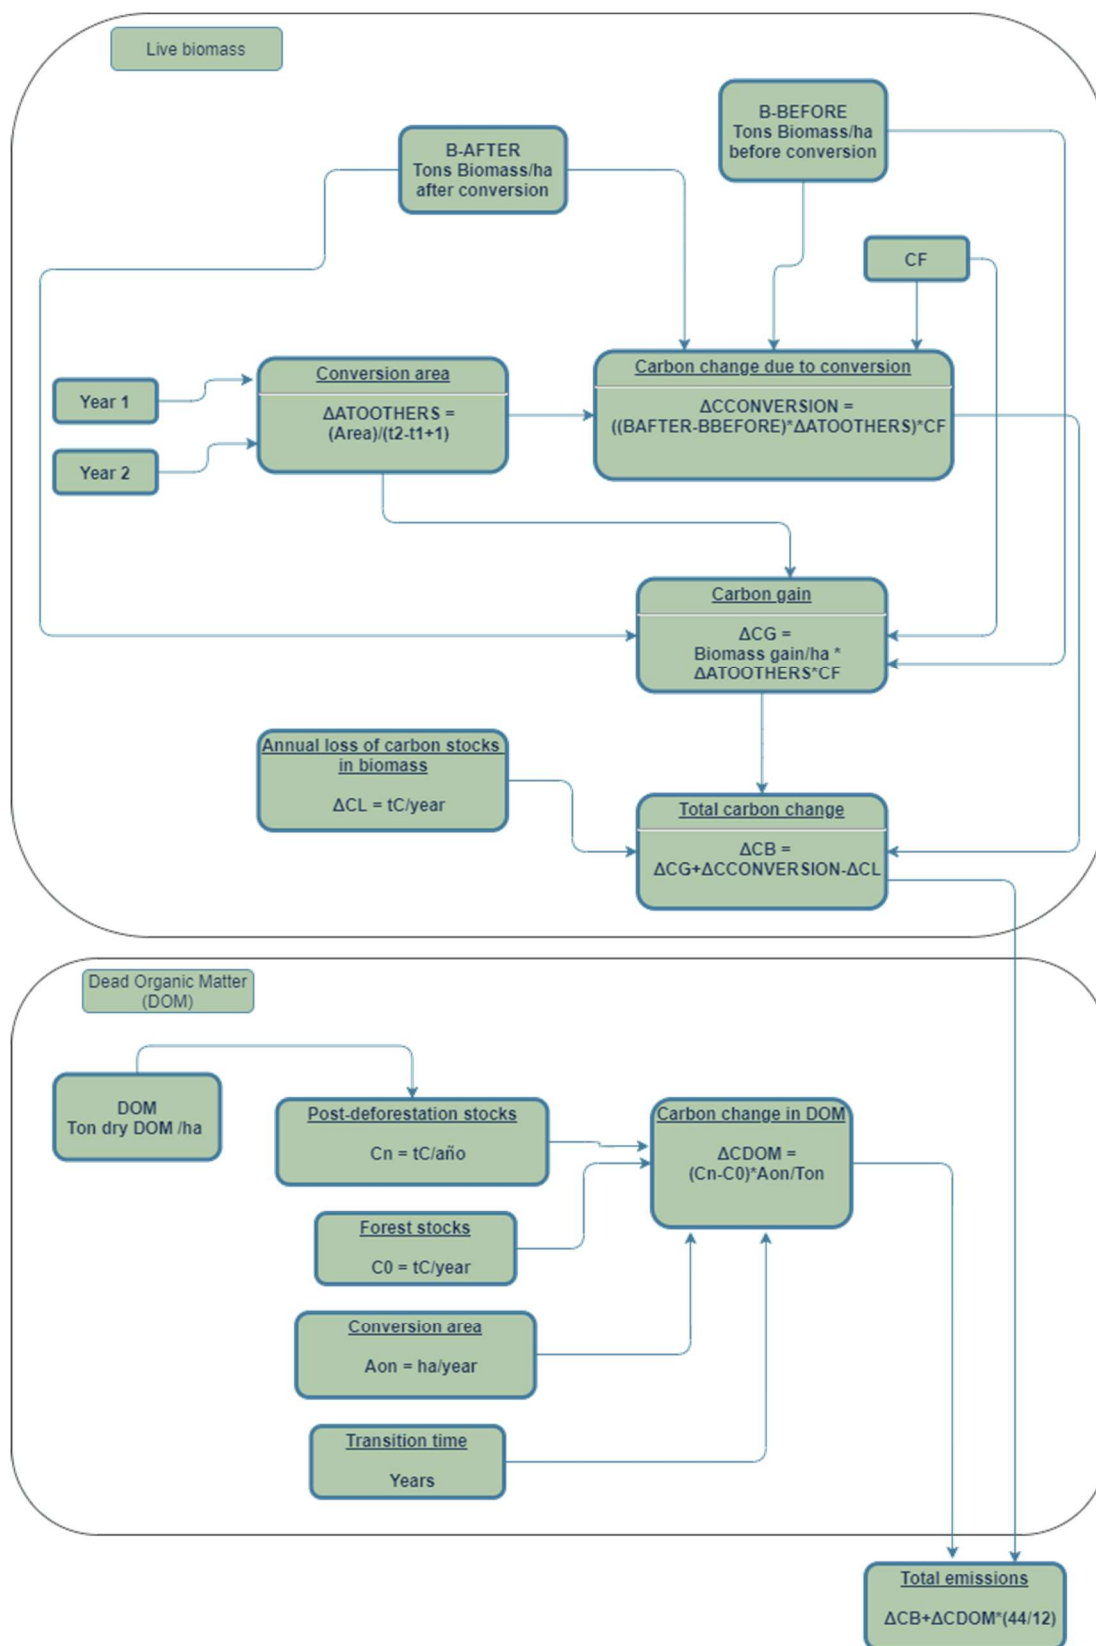 Live biomass
B-BEFORE
Tons Biomass/ha
before conversion
B-AFTER
Tons Biomass/ha
after conversion
CF
Year 1
Year 2
Conversion area
ΔATOOTHERS =
(Area)/(t2-t1+1)
Carbon change due to conversion
ΔCCONVERSION =
((BAFTER-BBEFORE)*ΔATOOTHERS)*CF
Carbon gain
ΔCG =
Biomass gain/ha *
ΔATOOTHERS*CF
Annual loss of carbon stocks
in biomass
ΔCL = tC/year
Total carbon change
ΔCB =
ΔCG+ΔCCONVERSION-ΔCL
Dead Organic Matter
(DOM)
DOM
Ton dry DOM /ha
Post-deforestation stocks
Cn = tC/año
Carbon change in DOM
ΔCDOM =
(Cn-C0)*Aon/Ton
Forest stocks
C0 = tC/year
Conversion area
Aon = ha/year
Transition time
Years
Total emissions
ΔCB+ΔCDOM*(44/12)